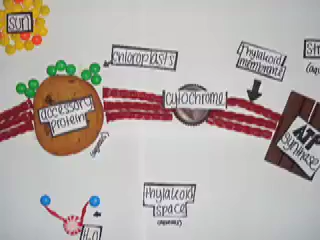 sun
chloroplasts
thylakoid
membrane
accessory
protein
cytochrome
ATP
synthase
thylakoid
space
H₂O